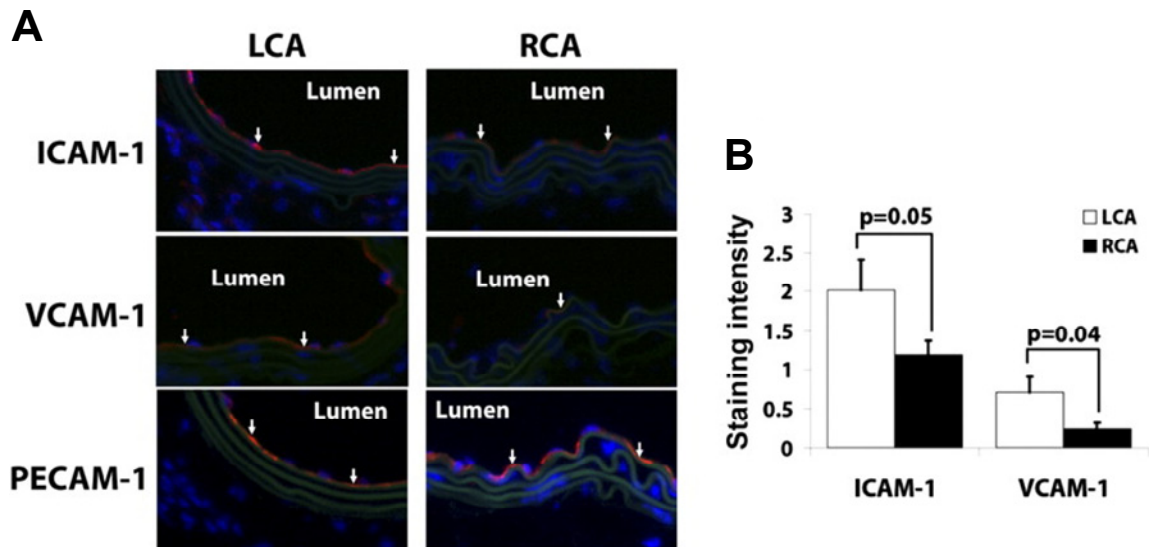 A
LCA RCA
ICAM-1
Lumen
Lumen
VCAM-1
Lumen
Lumen
PECAM-1
Lumen
Lumen
B
Staining intensity
3
2.5
2
1.5
1
0.5
0
p=0.05
p=0.04
LCA
RCA
ICAM-1 VCAM-1